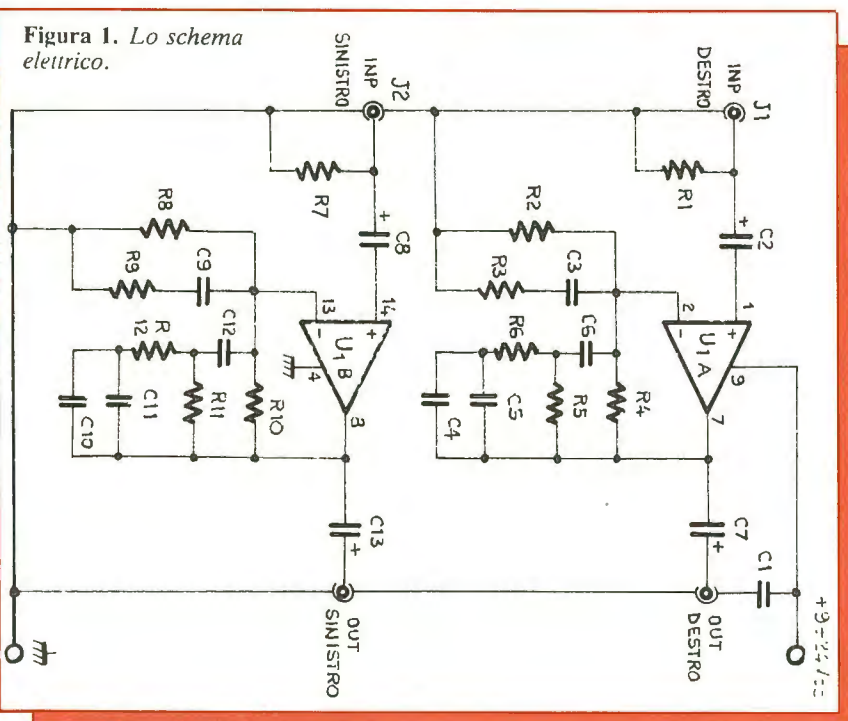 Figura 1. Lo schema
elettrico.
J2
INP
SINISTRO
J1
INP
DESTRO
R7
R1
C8
C2
R8
R2
R9
C9
R3
C3
13
14
2
1
-
+
-
+
U1B
U1A
4
9
8
7
R
12
C12
R6
C6
C10
C11
R11
R10
C4
C5
R5
R4
C13
+
C7
+
C1
OUT
SINISTRO
OUT
DESTRO